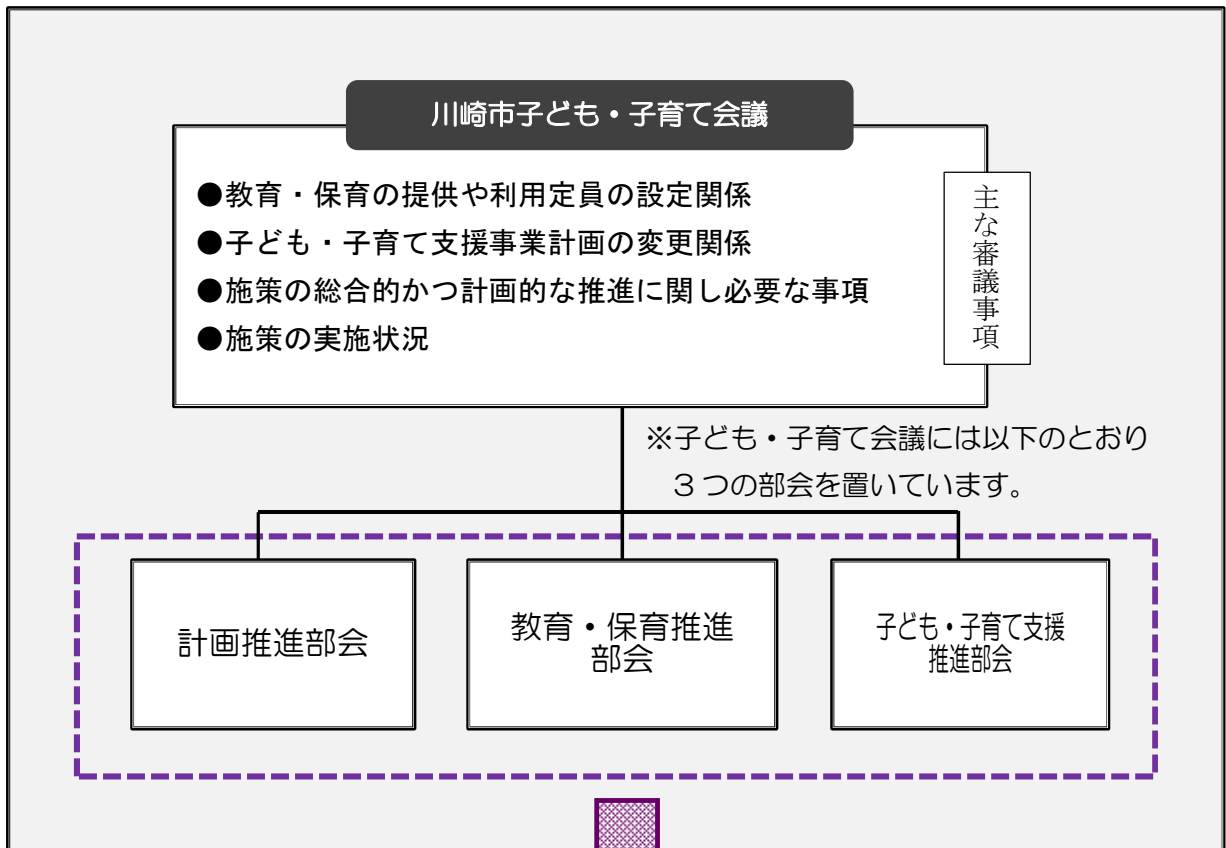 川崎市子ども・子育て会議
●教育・保育の提供や利用定員の設定関係
●子ども・子育て支援事業計画の変更関係
●施策の総合的かつ計画的な推進に関し必要な事項
●施策の実施状況
主な審議事項
※子ども・子育て会議には以下のとおり
３つの部会を置いています。
計画推進部会
教育・保育推進
部会
子ども・子育て支援
推進部会